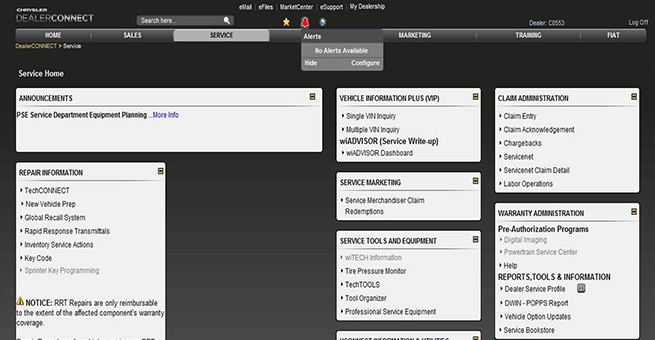 CHRYSLER
DEALERCONNECT
eMail eFiles MarketCenter eSupport My Dealership
Search here...
Dealer: C0553 Log Off
HOME SALES SERVICE MARKETING TRAINING FIAT
Alerts
No Alerts Available
Hide Configure
DealerCONNECT > Service
Service Home
ANNOUNCEMENTS
PSE Service Department Equipment Planning ...More Info
REPAIR INFORMATION
TechCONNECT
New Vehicle Prep
Global Recall System
Rapid Response Transmittals
Inventory Service Actions
Key Code
Sprinter Key Programming
NOTICE: RRT Repairs are only reimbursable
to the extent of the affected component's warranty
coverage.
VEHICLE INFORMATION PLUS (VIP)
Single VIN Inquiry
Multiple VIN Inquiry
wiADVISOR (Service Write-up)
wiADVISOR Dashboard
SERVICE MARKETING
Service Merchandiser Claim
Redemptions
SERVICE TOOLS AND EQUIPMENT
wiTECH Information
Tire Pressure Monitor
TechTOOLS
Tool Organizer
Professional Service Equipment
CLAIM ADMINISTRATION
Claim Entry
Claim Acknowledgement
Chargebacks
Servicenet
Servicenet Claim Detail
Labor Operations
WARRANTY ADMINISTRATION
Pre-Authorization Programs
Digital Imaging
Powertrain Service Center
Help
REPORTS,TOOLS & INFORMATION
Dealer Service Profile
DWIN - POPPS Report
Vehicle Option Updates
Service Bookstore